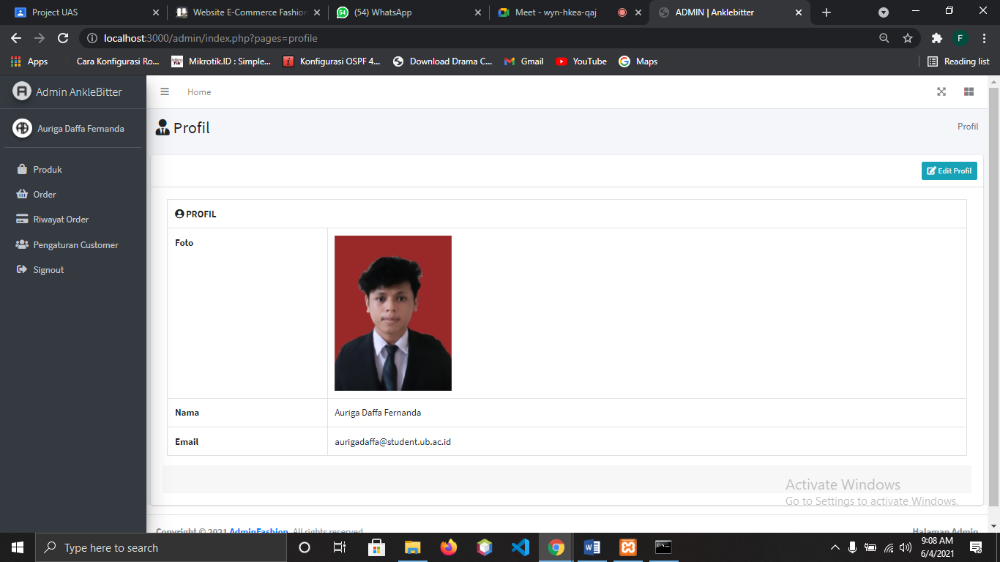 Project UAS
Website E-Commerce Fashion
(54) WhatsApp
Meet - wyn-hkea-qaj
ADMIN | Anklebitter
localhost:3000/admin/index.php?pages=profile
F
Apps
Cara Konfigurasi Ro...
Mikrotik.ID : Simple...
Konfigurasi OSPF 4...
Download Drama C...
Gmail
YouTube
Maps
Reading list
Admin AnkleBitter
Home
Auriga Daffa Fernanda
Profil
Profil
Edit Profil
Produk
Order
Riwayat Order
Pengaturan Customer
Signout
PROFIL
Foto
Nama
Auriga Daffa Fernanda
Email
aurigadaffa@student.ub.ac.id
Activate Windows
Go to Settings to activate Windows.
Copyright © 2021 AdminFashion. All rights reserved.
Halaman Admin
Type here to search
9:08 AM
6/4/2021